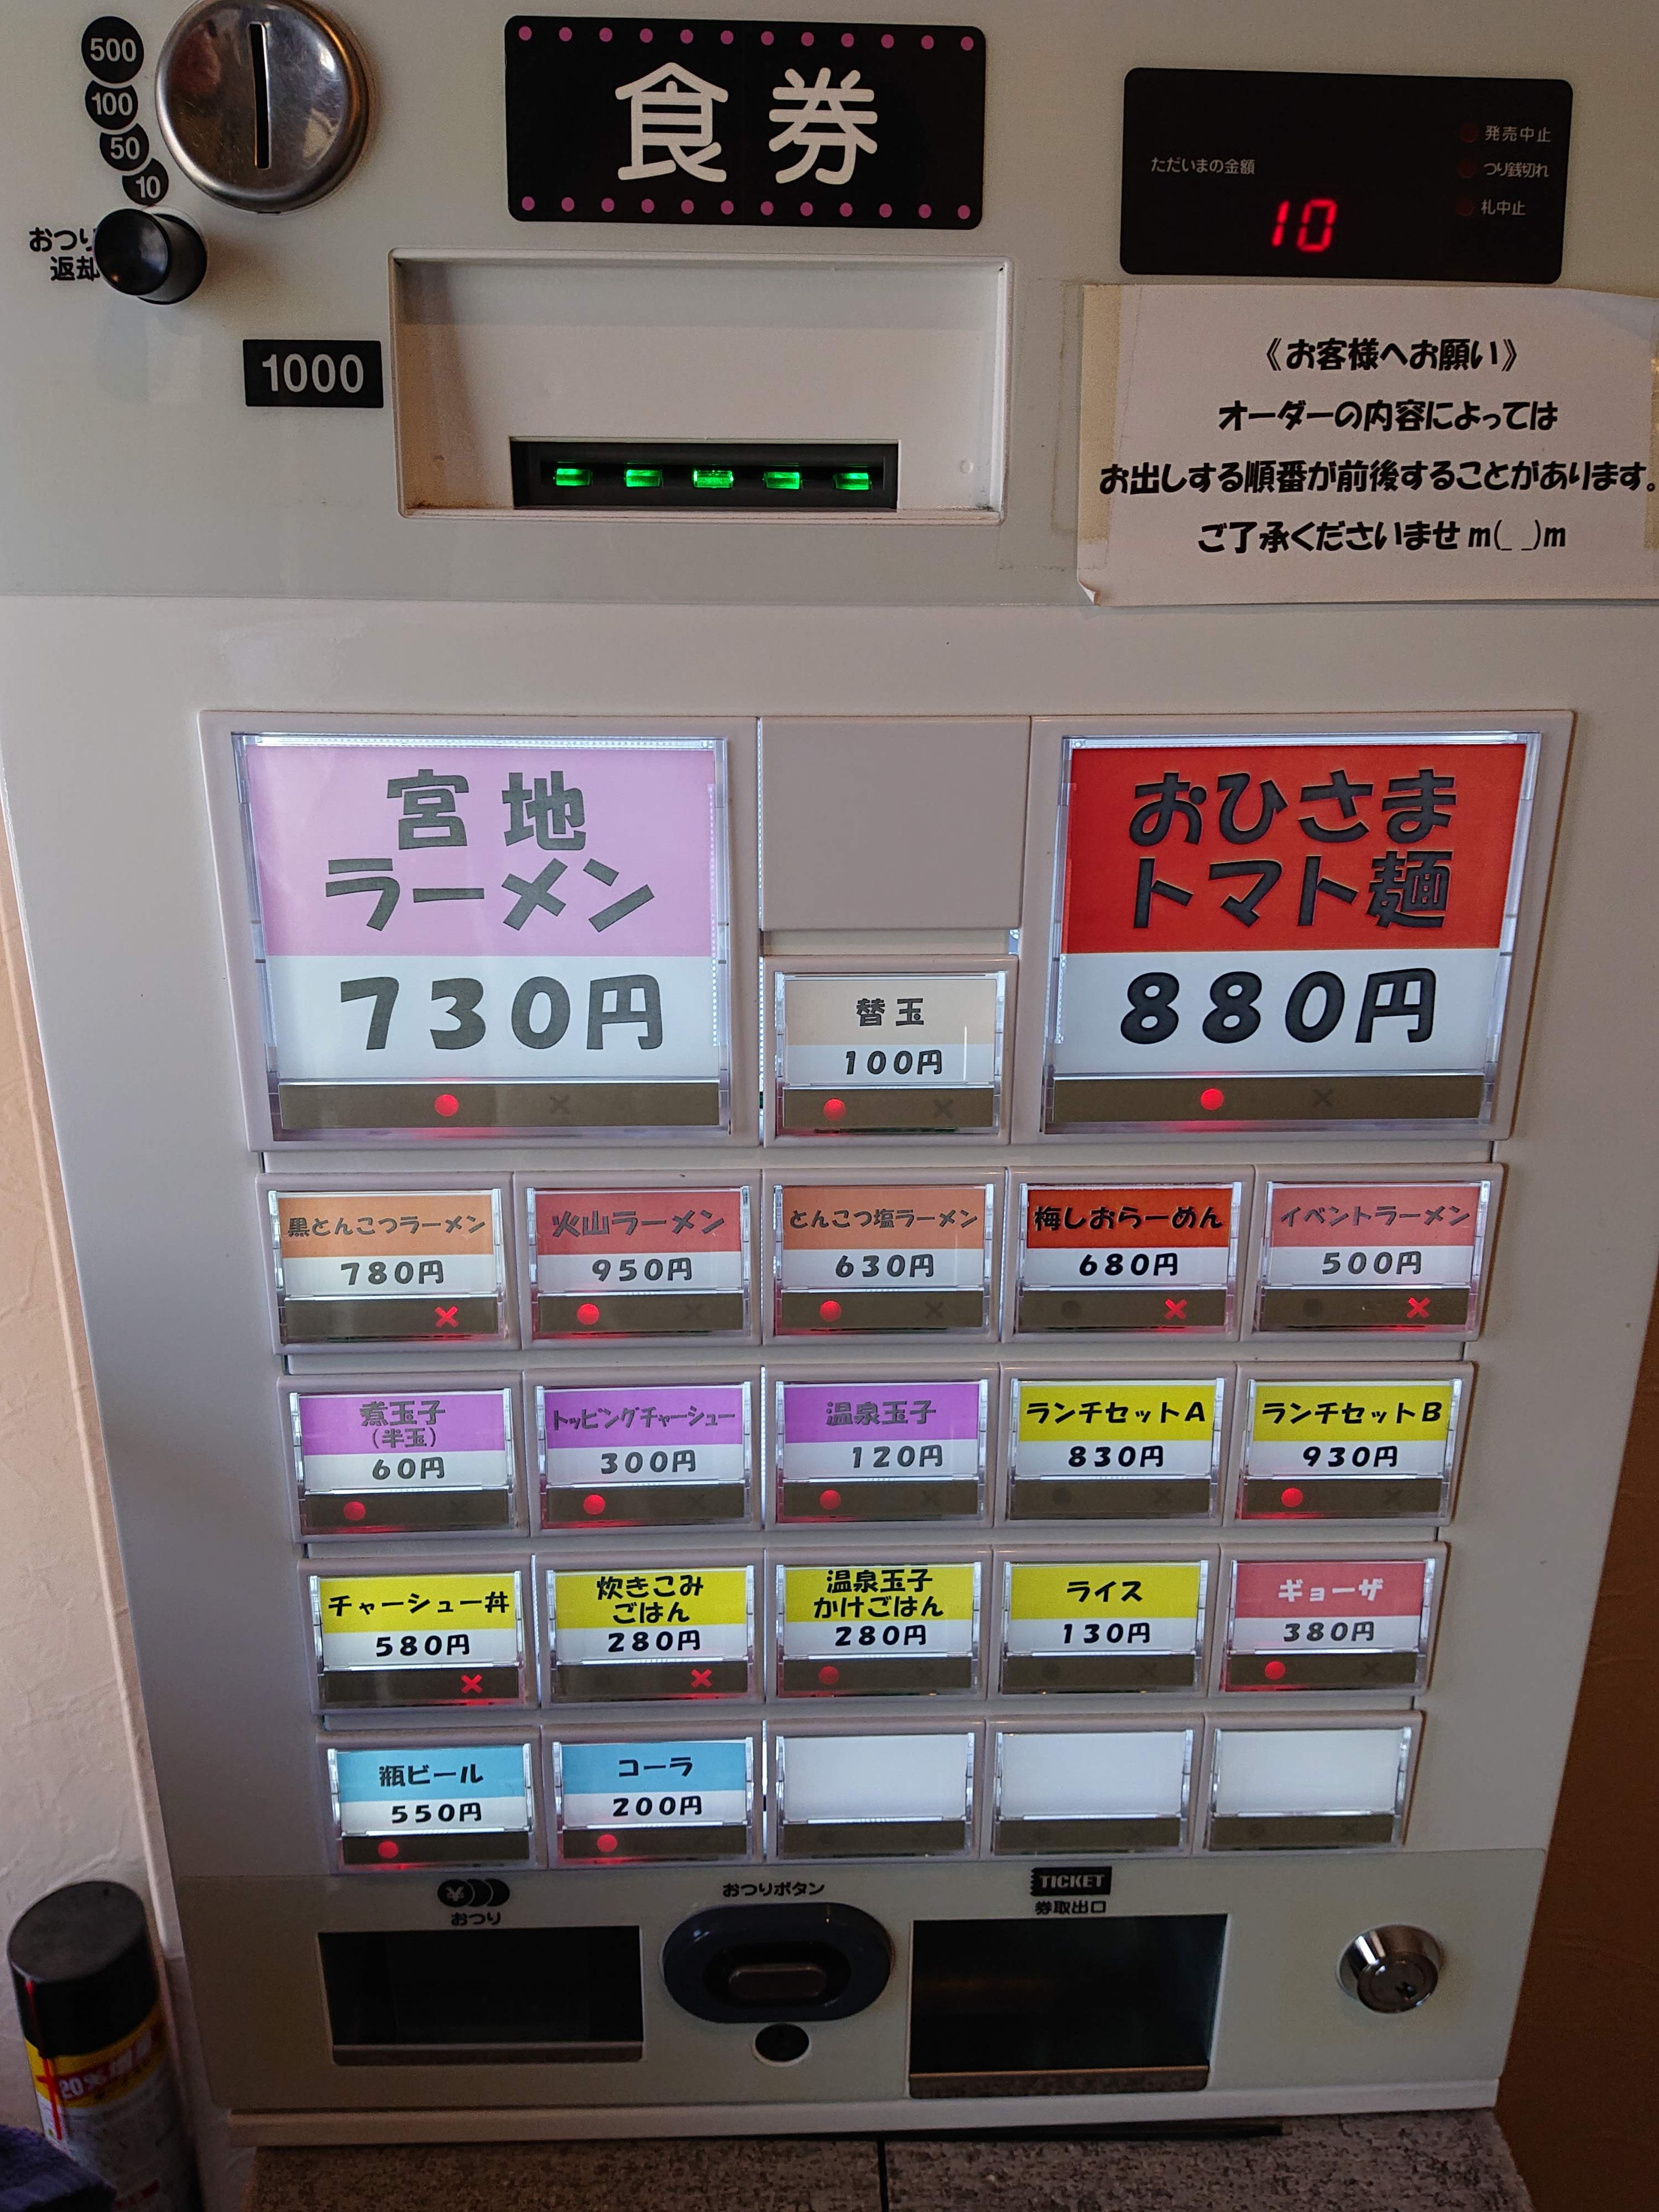 500
100
50
10
おつり
返却
食券
発売中止
ただいまの金額
つり銭切れ
札中止
10
1000
《お客様へお願い》
オーダーの内容によっては
お出しする順番が前後することがあります。
ご了承くださいませ m(_ _)m
宮地
ラーメン
730円
替玉
100円
おひさま
トマト麺
880円
黒とんこつラーメン
780円
火山ラーメン
950円
とんこつ塩ラーメン
630円
梅しおらーめん
680円
イベントラーメン
500円
煮玉子
(半玉)
60円
トッピングチャーシュー
300円
温泉玉子
120円
ランチセットA
830円
ランチセットB
930円
チャーシュー丼
580円
炊きこみ
ごはん
280円
温泉玉子
かけごはん
280円
ライス
130円
ギョーザ
380円
瓶ビール
550円
コーラ
200円
¥
おつり
おつりボタン
TICKET
券取出口
20%増量